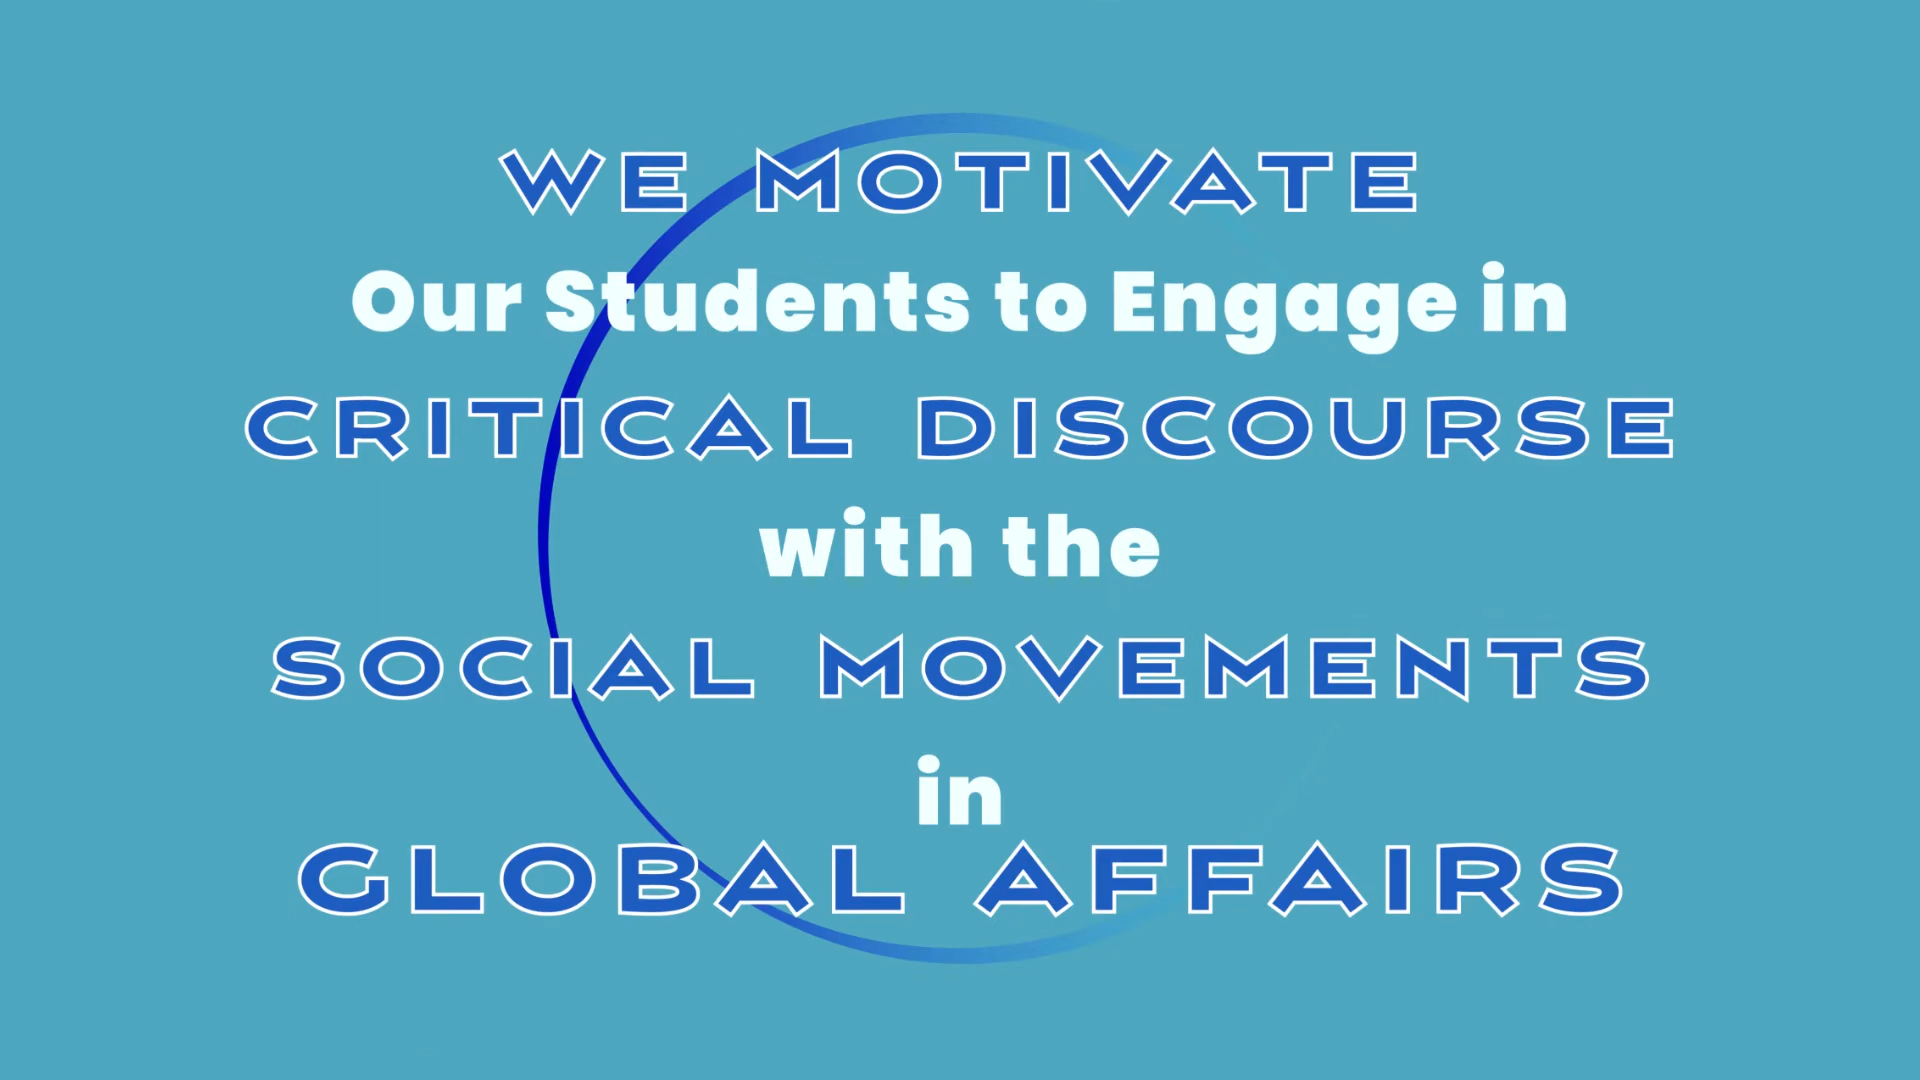 WE MOTIVATE
Our Students to Engage in
CRITICAL DISCOURSE
with the
SOCIAL MOVEMENTS
in
GLOBAL AFFAIRS